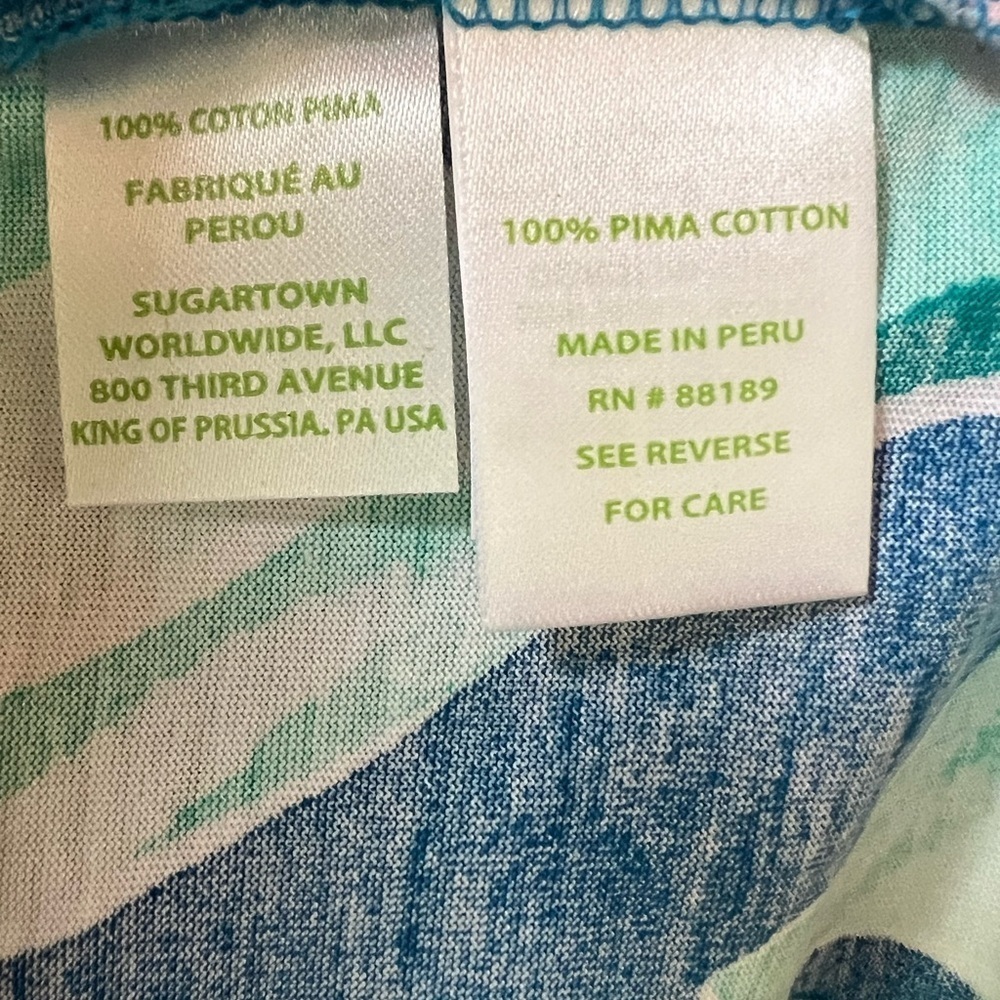 100% COTON PIMA
FABRIQUÉ AU
PEROU
SUGARTOWN
WORLDWIDE, LLC
800 THIRD AVENUE
KING OF PRUSSIA. PA USA
100% PIMA COTTON
MADE IN PERU
RN # 88189
SEE REVERSE
FOR CARE